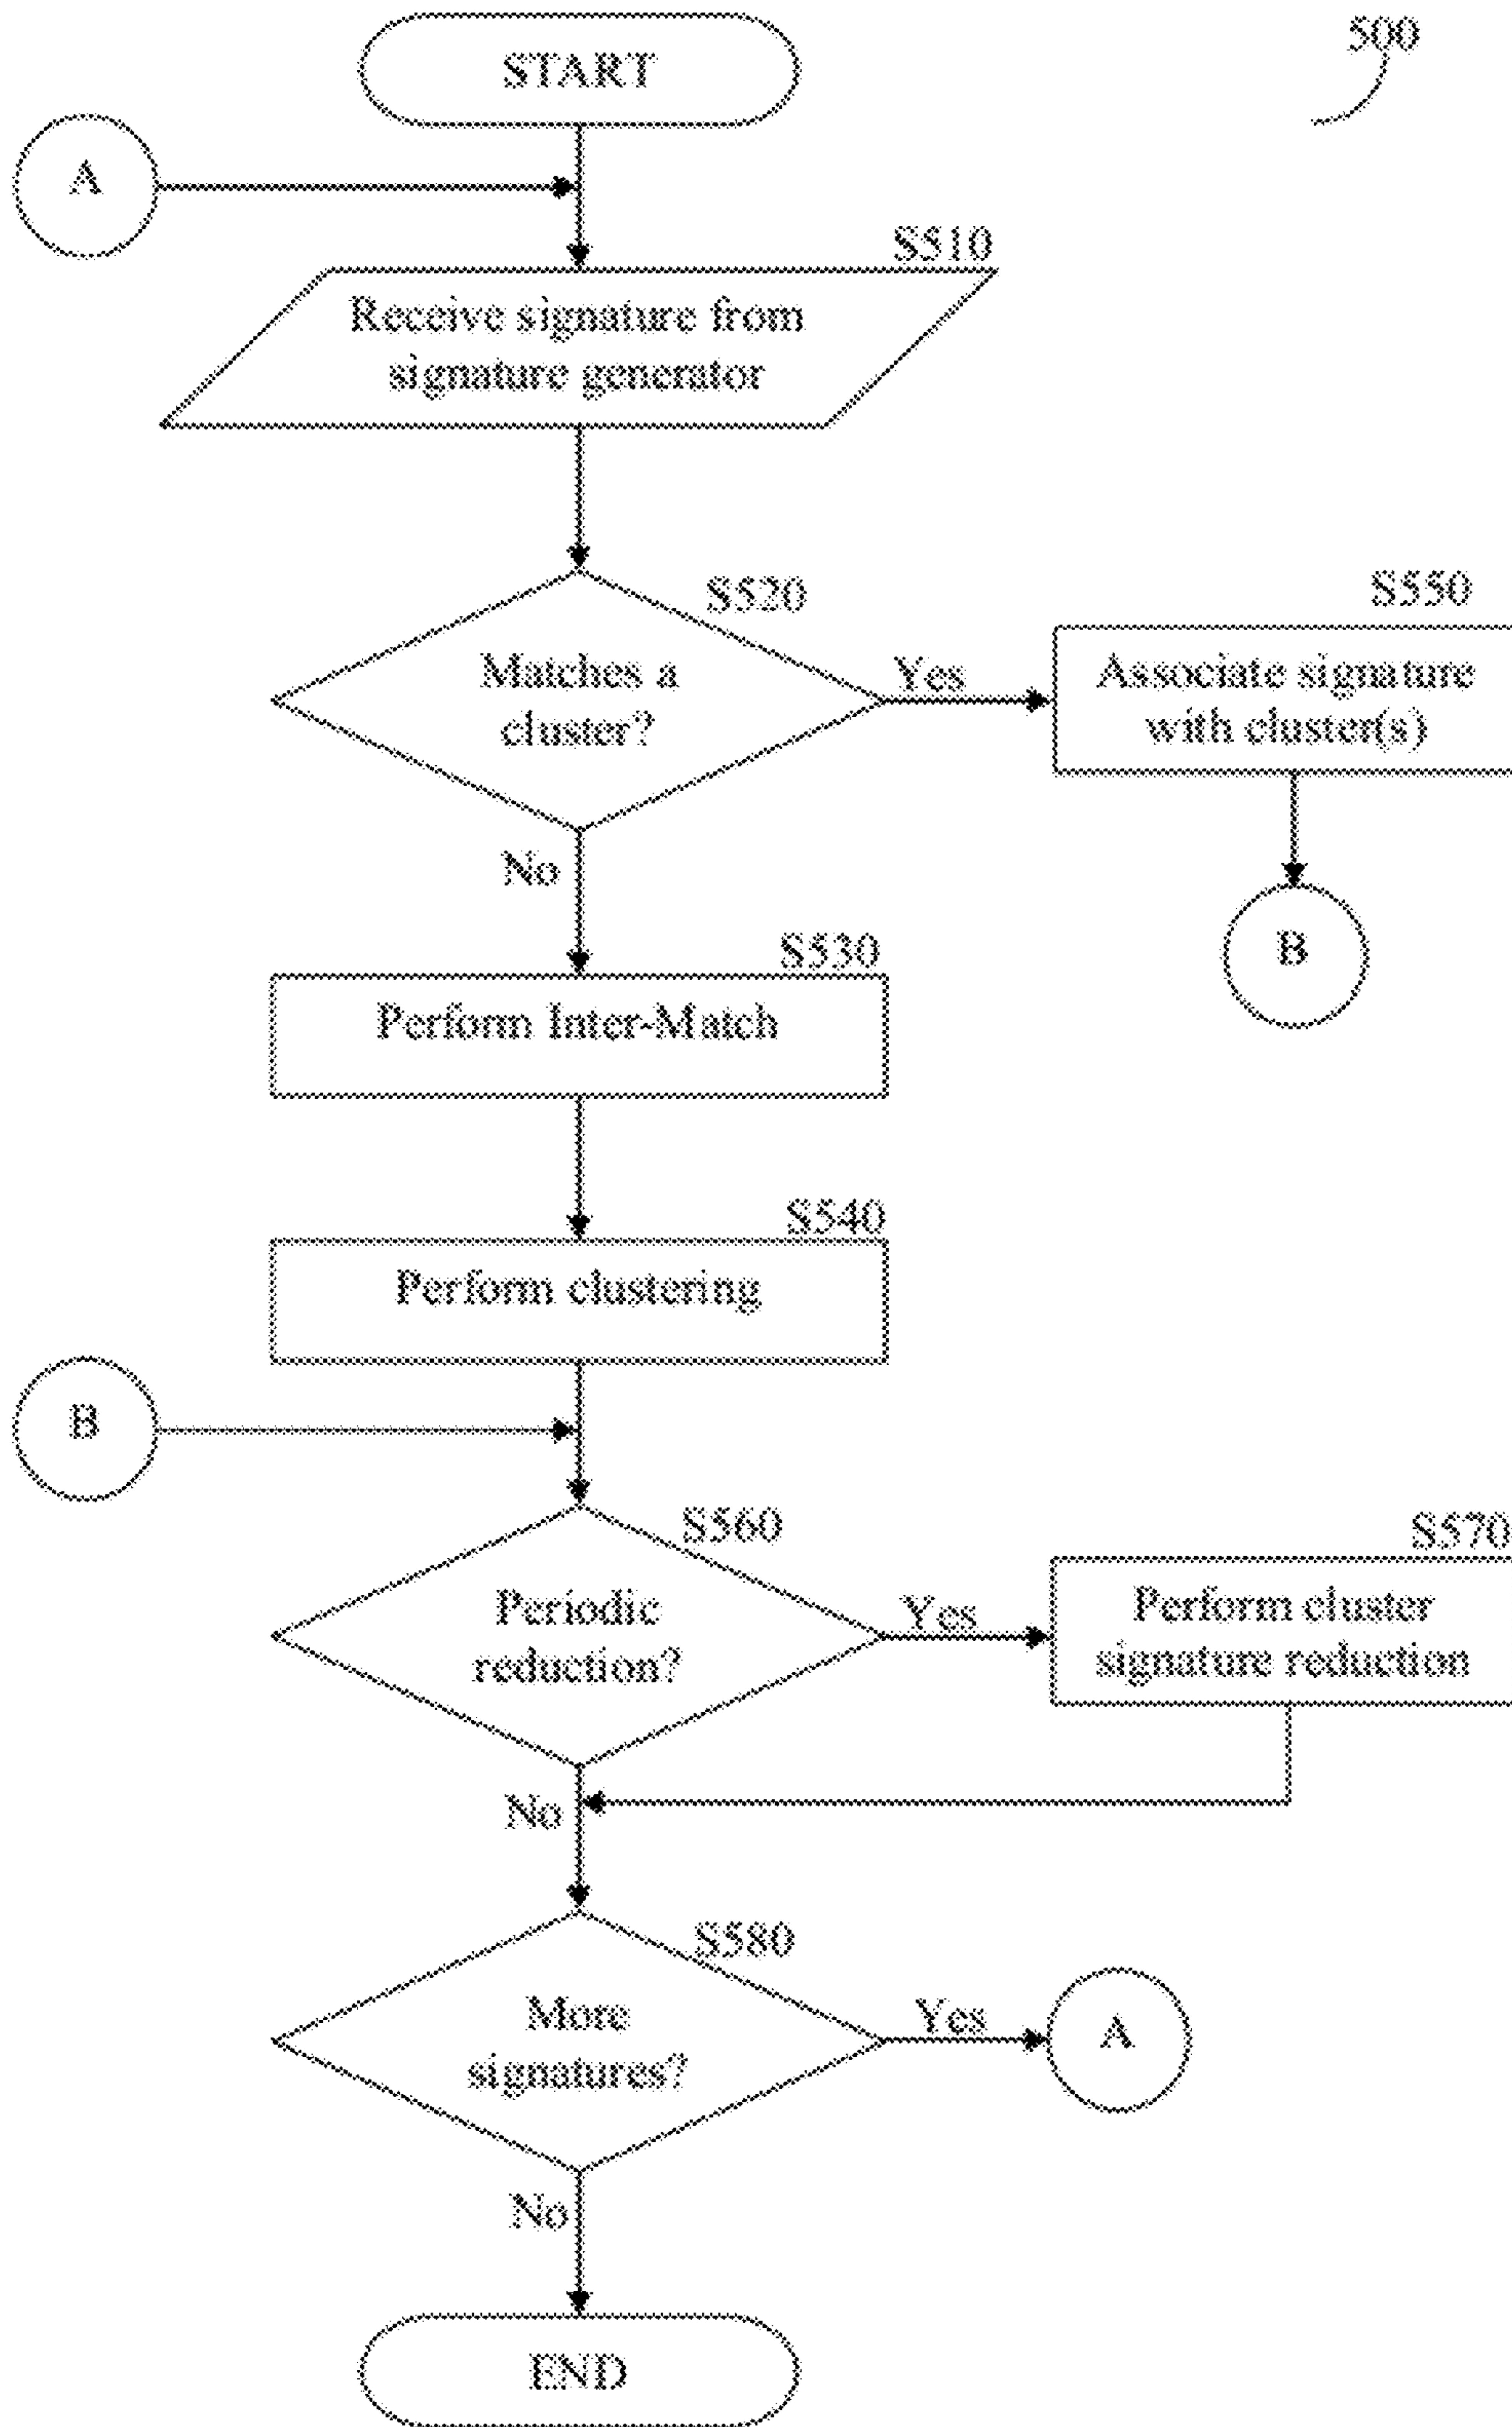 START
500
A
S510
Receive signature from
signature generator
S520
Matches a
cluster?
Yes
S550
Associate signature
with cluster(s)
No
B
S530
Perform Inter-Match
S540
Perform clustering
B
S560
Periodic
reduction?
Yes
S570
Perform cluster
signature reduction
No
S580
More
signatures?
Yes
A
No
END